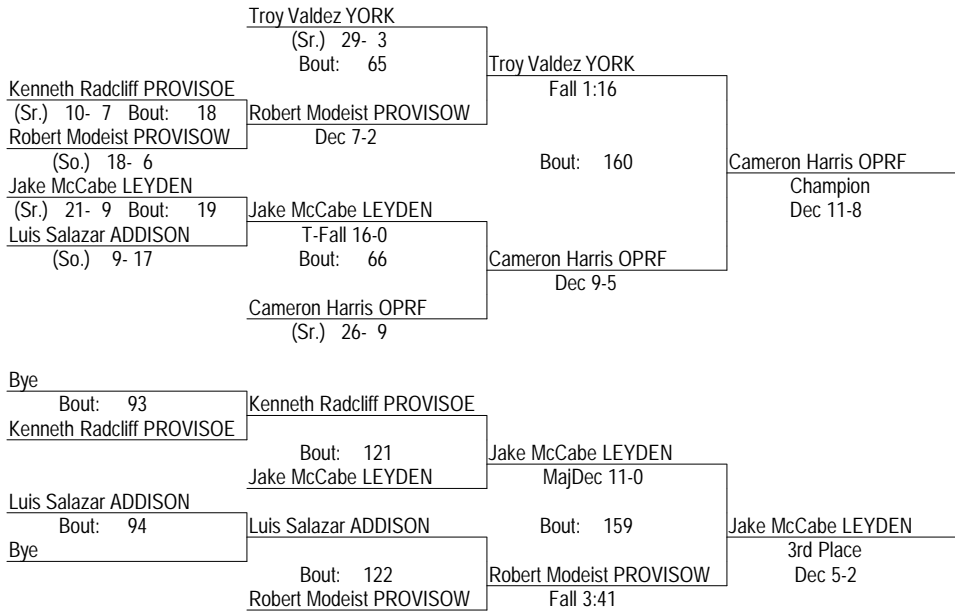 Troy Valdez YORK
(Sr.) 29- 3
Bout: 65
Troy Valdez YORK
Kenneth Radcliff PROVISOE
Fall 1:16
(Sr.) 10- 7 Bout: 18
Robert Modeist PROVISOW
Robert Modeist PROVISOW
Dec 7-2
(So.) 18- 6
Bout: 160
Cameron Harris OPRF
Jake McCabe LEYDEN
Champion
(Sr.) 21- 9 Bout: 19
Jake McCabe LEYDEN
Dec 11-8
Luis Salazar ADDISON
T-Fall 16-0
(So.) 9- 17
Bout: 66
Cameron Harris OPRF
Dec 9-5
Cameron Harris OPRF
(Sr.) 26- 9
Bye
Bout: 93
Kenneth Radcliff PROVISOE
Kenneth Radcliff PROVISOE
Bout: 121
Jake McCabe LEYDEN
Jake McCabe LEYDEN
MajDec 11-0
Luis Salazar ADDISON
Bout: 94
Luis Salazar ADDISON
Bout: 159
Jake McCabe LEYDEN
Bye
3rd Place
Bout: 122
Robert Modeist PROVISOW
Dec 5-2
Robert Modeist PROVISOW
Fall 3:41